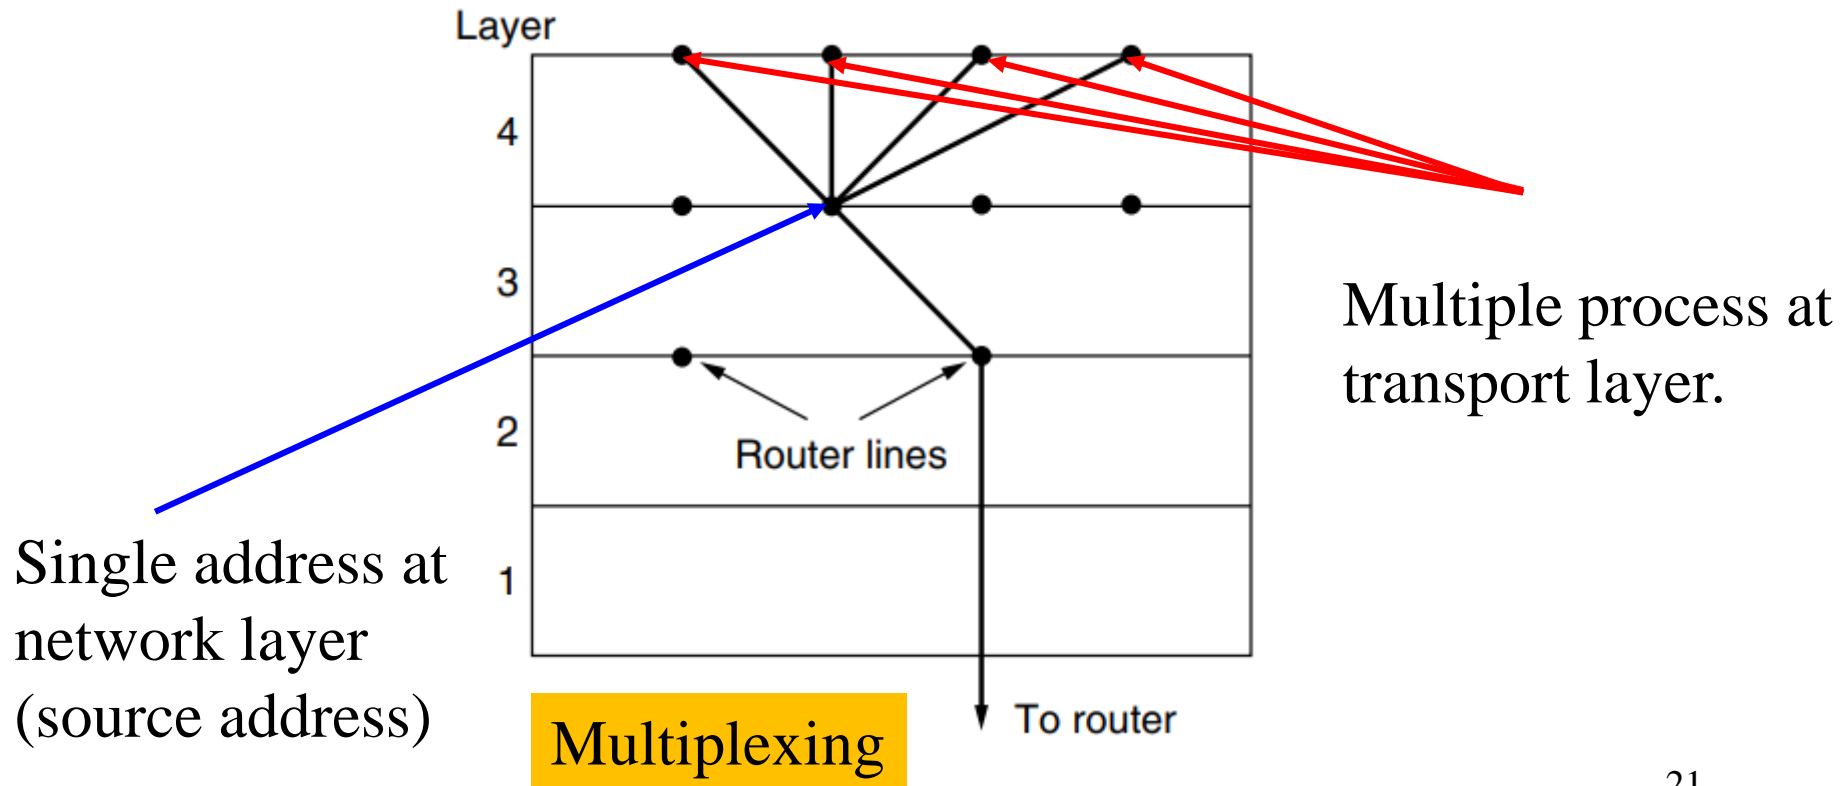 Layer
4
3
2
1
Router lines
To router
Multiple process at
transport layer.
Single address at
network layer
(source address)
Multiplexing
21